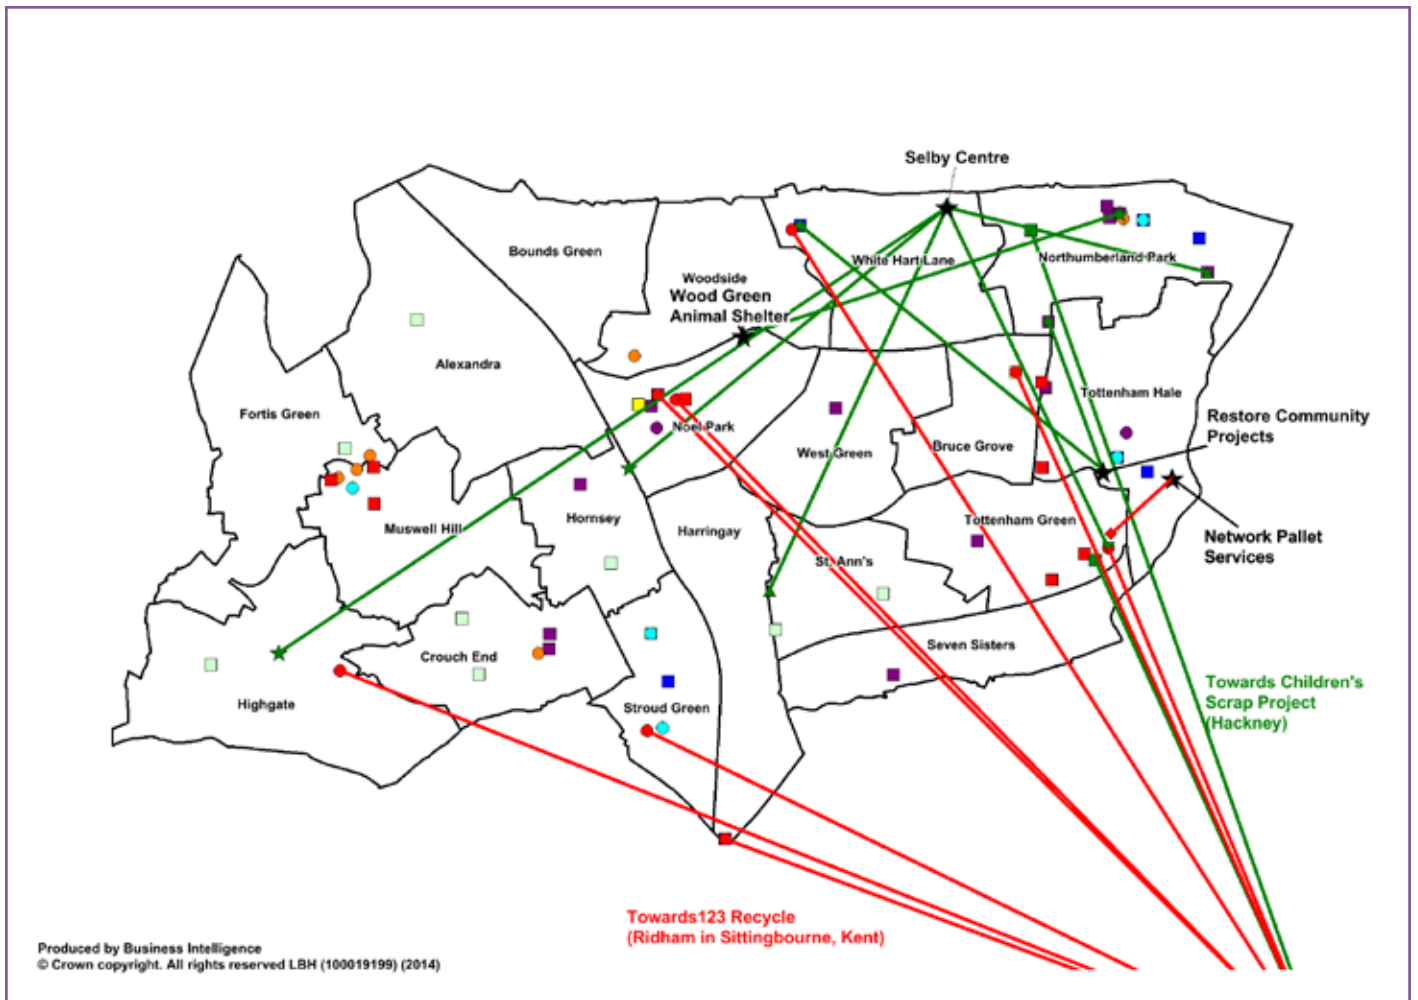 Selby Centre
Bounds Green
White Hart Lane
Northumberland Park
Woodside
Wood Green
Animal Shelter
Alexandra
Fortis Green
Tottenham Hale
Restore Community
Projects
Noel Park
West Green
Bruce Grove
Muswell Hill
Hornsey
Harringay
Tottenham Green
Network Pallet
Services
St. Ann's
Seven Sisters
Crouch End
Highgate
Stroud Green
Towards Children's
Scrap Project
(Hackney)
Towards123 Recycle
(Ridham in Sittingbourne, Kent)
Produced by Business Intelligence
© Crown copyright. All rights reserved LBH (100019199) (2014)